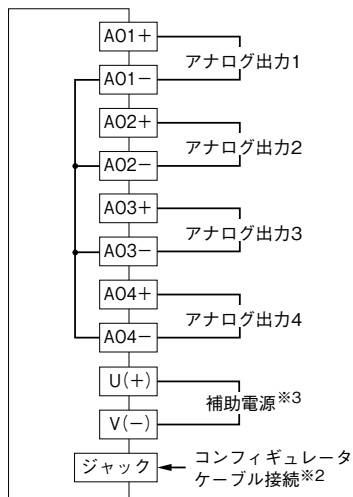 AO1+
アナログ出力1
AO1−
AO2+
アナログ出力2
AO2−
AO3+
アナログ出力3
AO3−
AO4+
アナログ出力4
AO4−
U(+)
補助電源※3
V(−)
ジャック
コンフィギュレータ
ケーブル接続※2